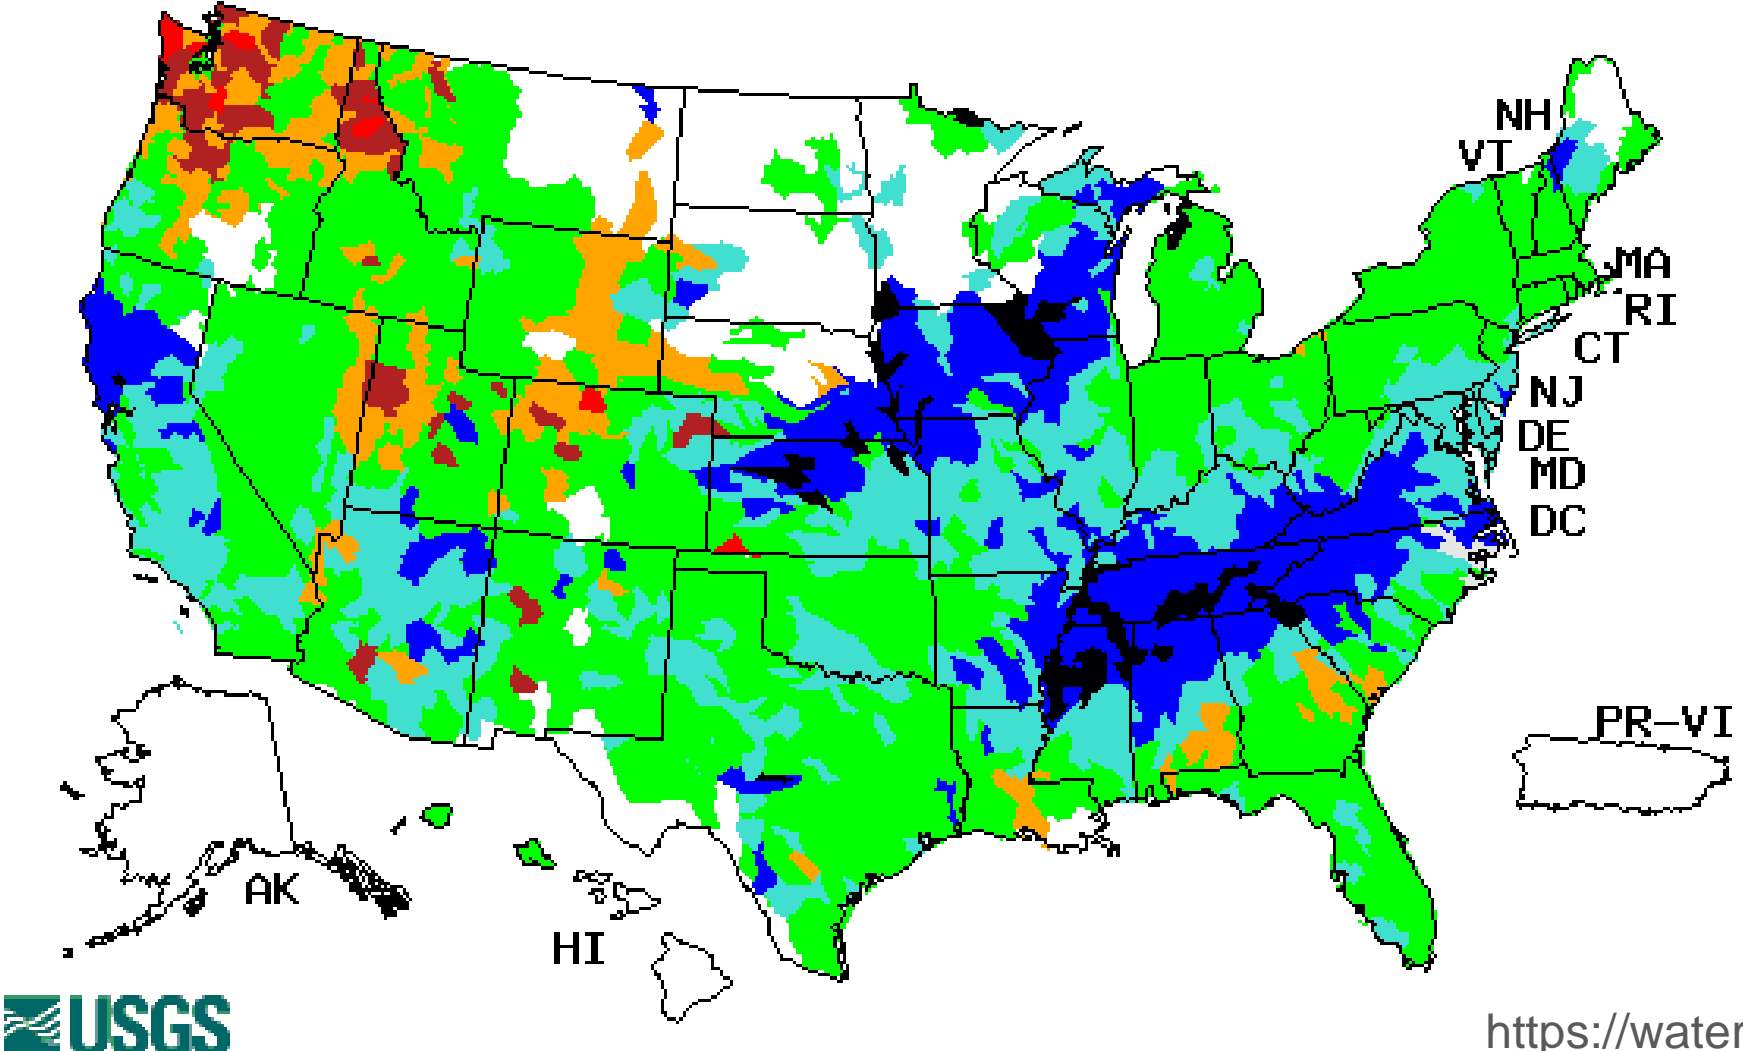 NH
VT
MA
RI
CT
NJ
DE
MD
DC
PR-VI
AK
HI
USGS
https://water